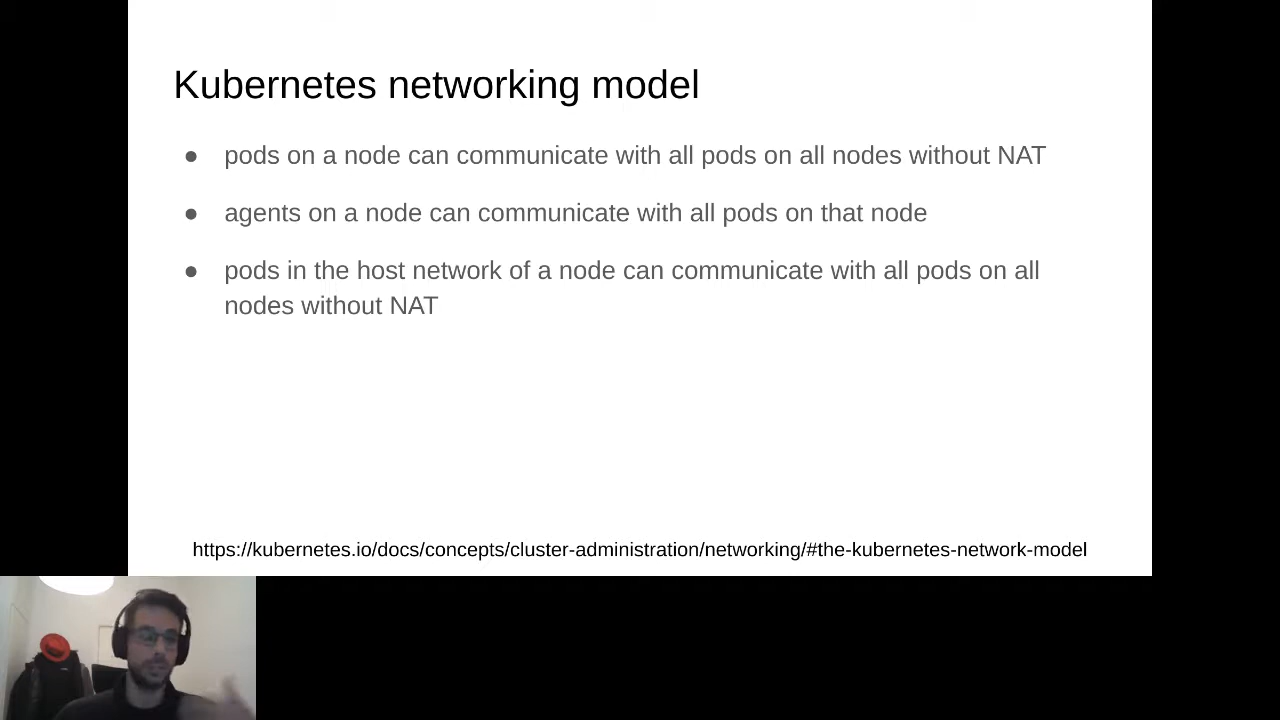 Kubernetes networking model
● pods on a node can communicate with all pods on all nodes without NAT
● agents on a node can communicate with all pods on that node
● pods in the host network of a node can communicate with all pods on all
nodes without NAT
https://kubernetes.io/docs/concepts/cluster-administration/networking/#the-kubernetes-network-model